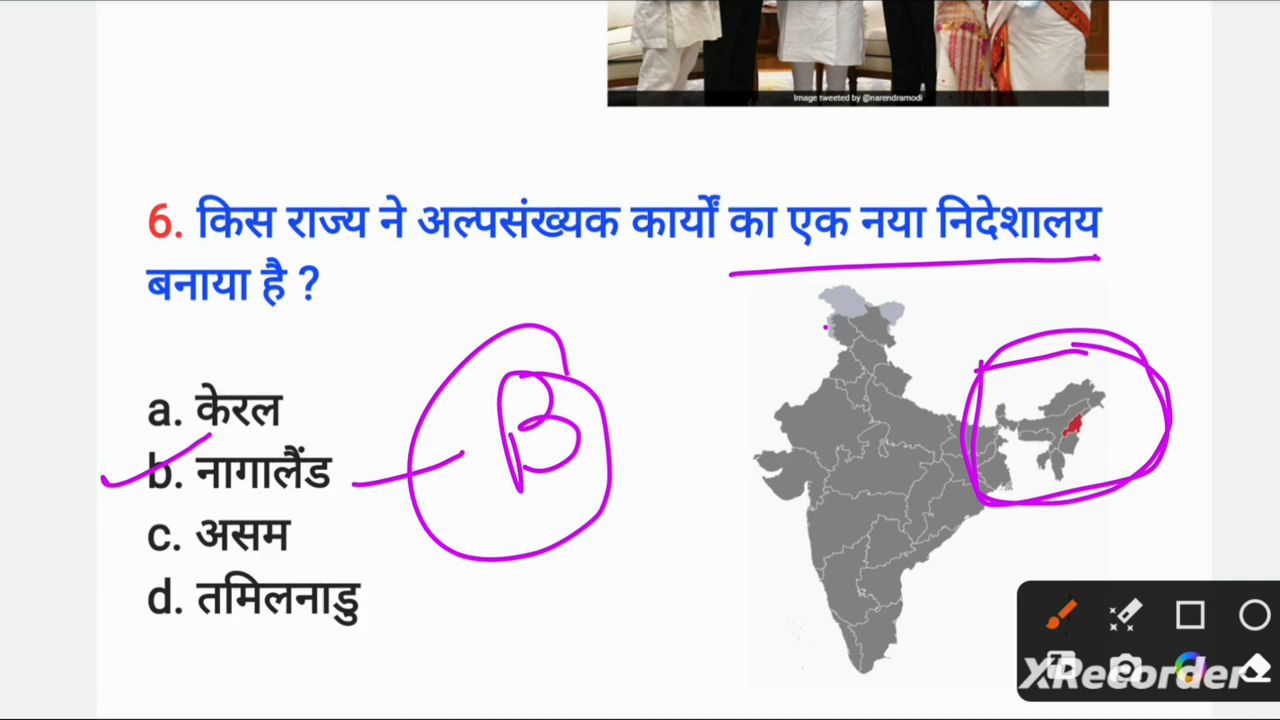 Image tweeted by @narendramodi
6. किस राज्य ने अल्पसंख्यक कार्यों का एक नया निदेशालय
बनाया है ?
a. केरल
b. नागालैंड
B
c. असम
d. तमिलनाडु
XRecorder